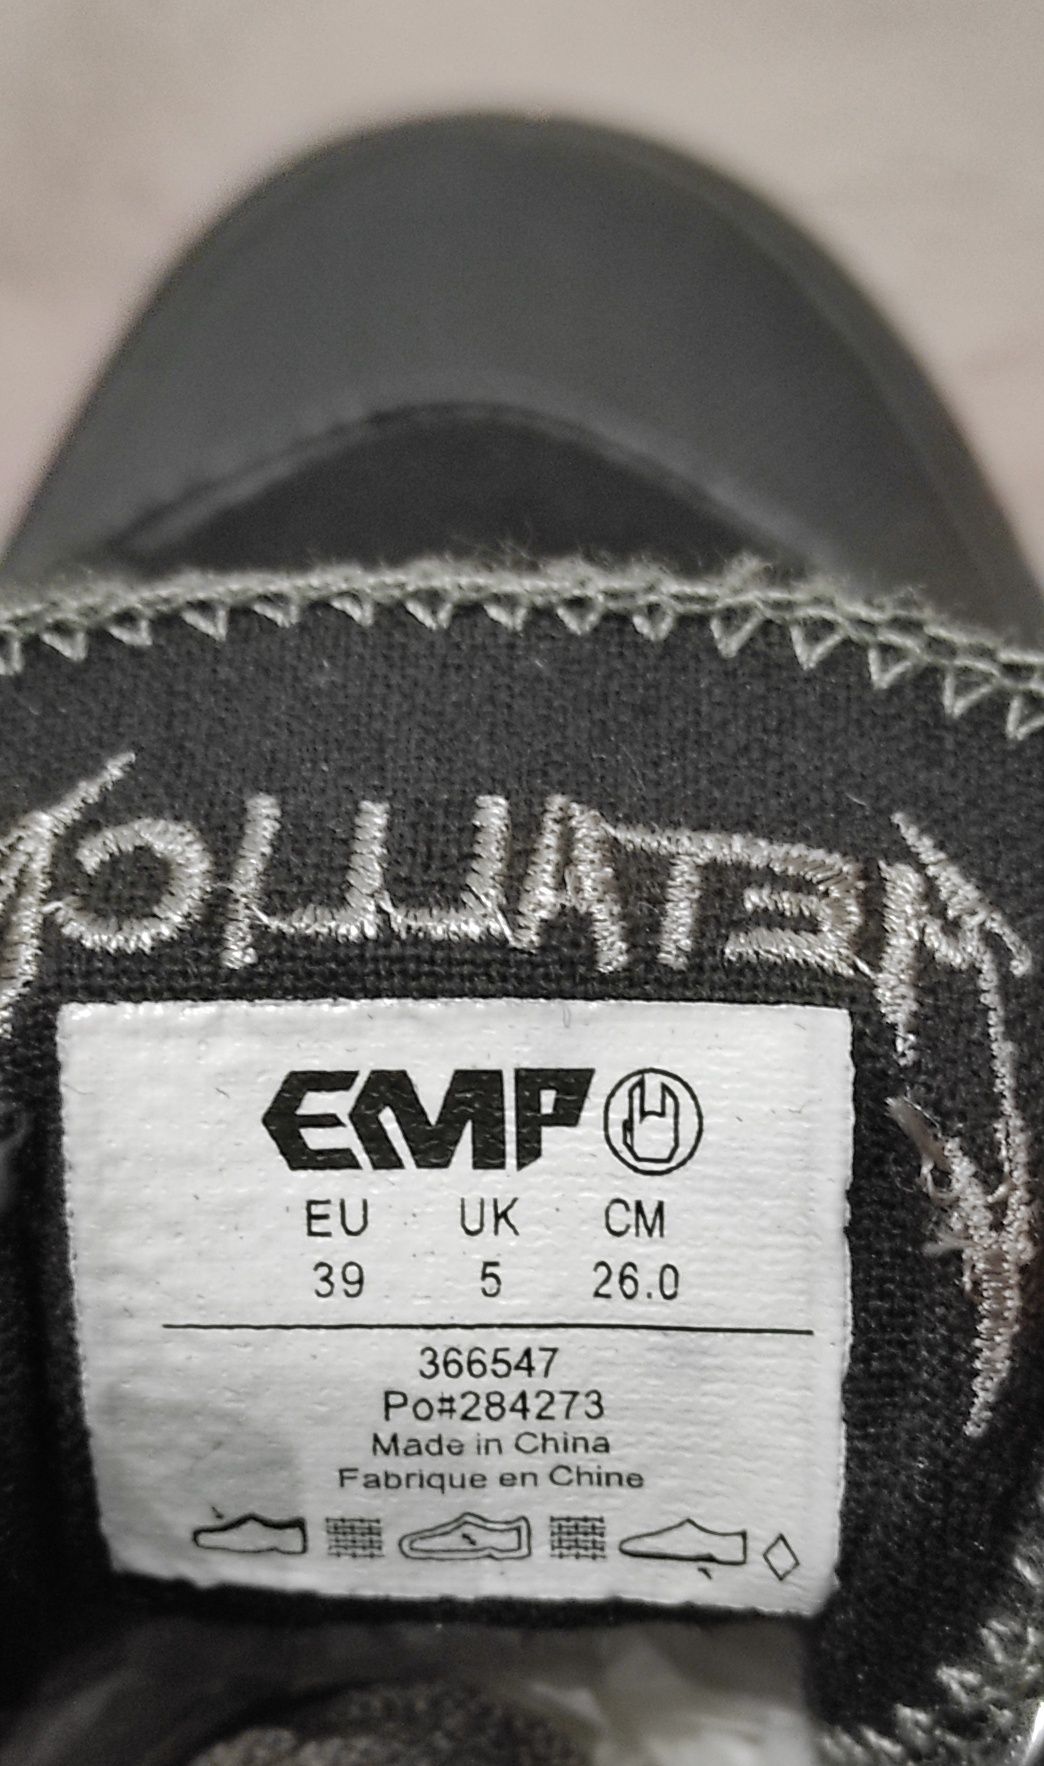 EMP
EU UK CM
39 5 26.0
366547
Po#284273
Made in China
Fabrique en Chine